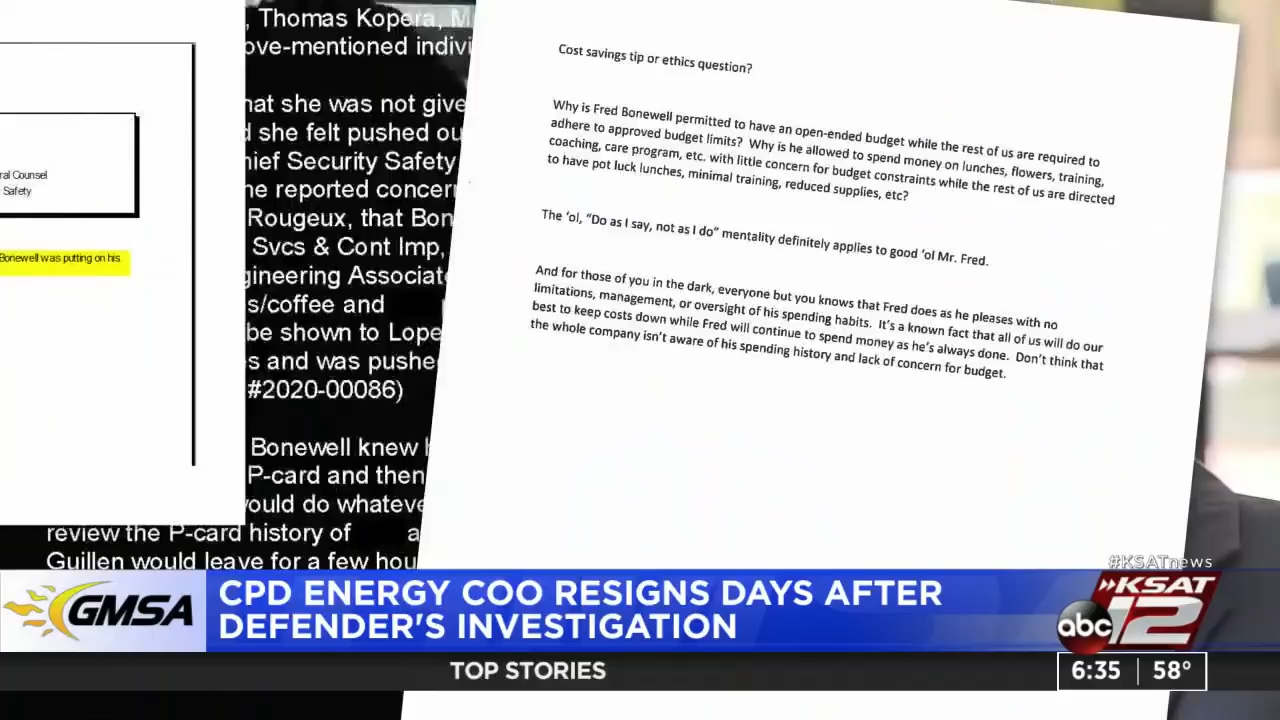 , Thomas Kopera,
ove-mentioned indivi
hat she was not give
d she felt pushed ou
hief Security Safety
ne reported concern
Rougeux, that Bon
Svcs & Cont Imp,
gineering Associate
s/coffee and
be shown to Lope
s and was pushe
#2020-00086)
Bonewell knew
P-card and then
would do whateve
review the P-card history of a
Guillen would leave for a few hou
ral Counsel
Safety
Bonewell was putting on his
Cost savings tip or ethics question?
Why is Fred Bonewell permitted to have an open-ended budget while the rest of us are required to
adhere to approved budget limits? Why is he allowed to spend money on lunches, flowers, training,
coaching, care program, etc. with little concern for budget constraints while the rest of us are directed
to have pot luck lunches, minimal training, reduced supplies, etc?
The ‘ol, “Do as I say, not as I do” mentality definitely applies to good ‘ol Mr. Fred.
And for those of you in the dark, everyone but you knows that Fred does as he pleases with no
limitations, management, or oversight of his spending habits. It’s a known fact that all of us will do our
best to keep costs down while Fred will continue to spend money as he’s always done. Don’t think that
the whole company isn’t aware of his spending history and lack of concern for budget.
#KSATnews
GMSA
CPD ENERGY COO RESIGNS DAYS AFTER
DEFENDER'S INVESTIGATION
KSAT
abc 12
TOP STORIES
6:35 58°